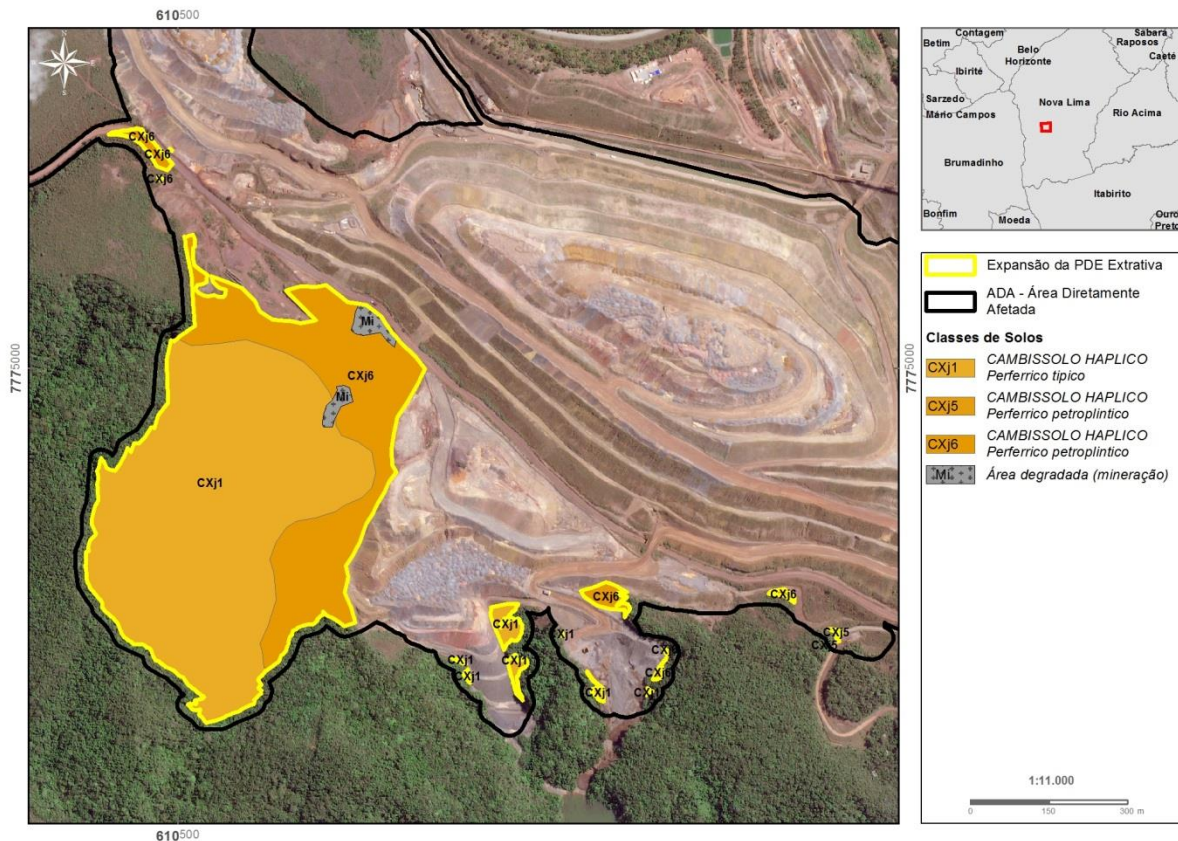 610500
7775000
7775000
610500
CXj6
CXj6
CXj6
Mi
CXj6
Mi
CXj1
CXj6
CXj6
CXj1
CXj1
CXj5
CXj1
CXj1
CXj1
CXj6
CXj1
Contagem
Betim
Belo
Horizonte
Sabará
Raposos
Caeté
Ibirité
Sarzedo
Mário Campos
Nova Lima
Rio Acima
Brumadinho
Itabirito
Bonfim
Moeda
Ouro
Preto
Expansão da PDE Extrativa
ADA - Área Diretamente
Afetada
Classes de Solos
CXj1 CAMBISSOLO HAPLICO
Perferrico tipico
CXj5 CAMBISSOLO HAPLICO
Perferrico petroplintico
CXj6 CAMBISSOLO HAPLICO
Perferrico petroplintico
Mi Área degradada (mineração)
1:11.000
0 150 300 m